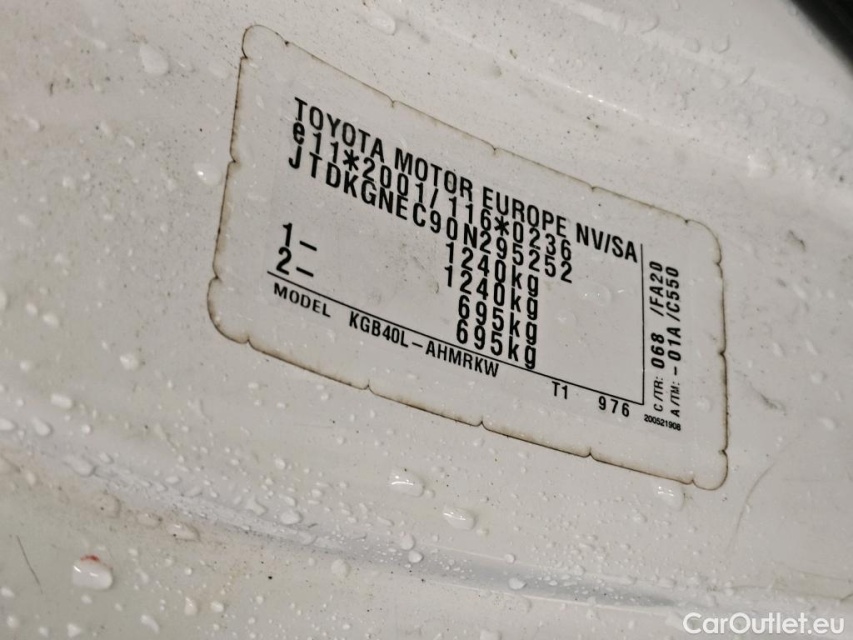 TOYOTA MOTOR EUROPE NV/SA
e11*2001/116*0236
JTDKGNEC90N295252
1240kg
1240kg
1- 695kg
2- 695kg
MODEL KGB40L-AHMRKW
T1 976
C/TR: 068 /FA20
A/TM: -01A /C550
200521908
CarOutlet.eu